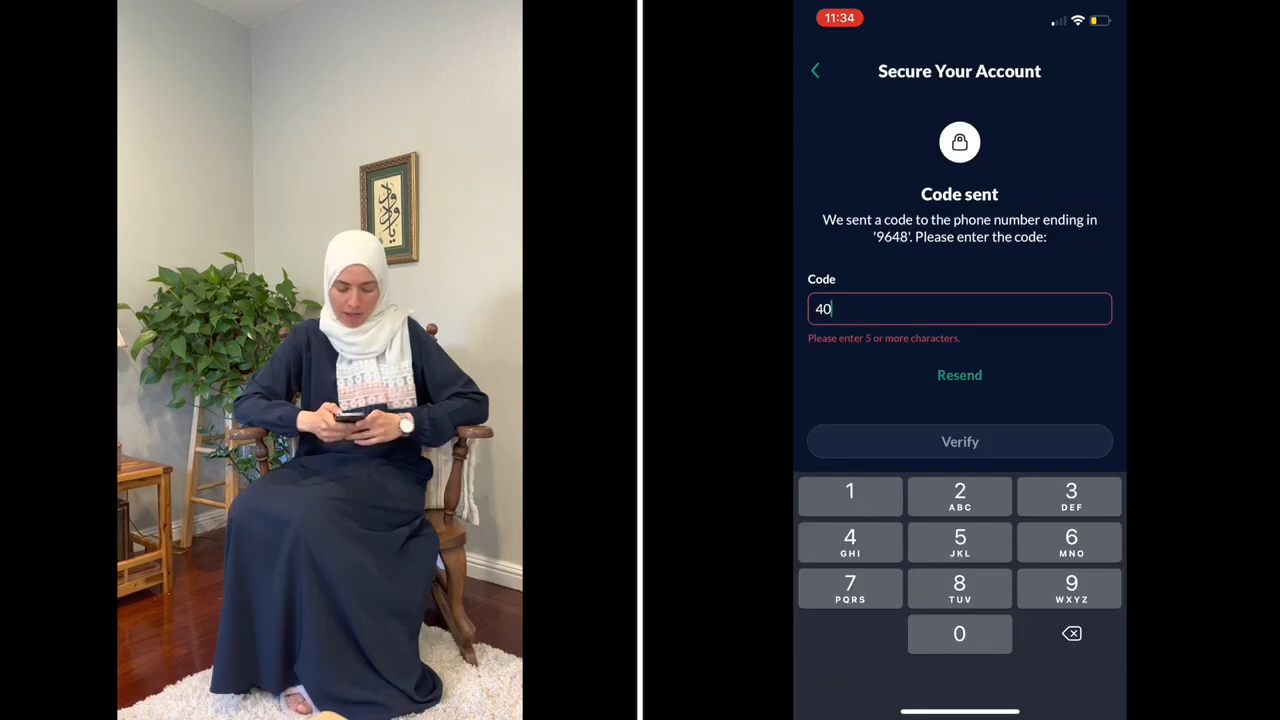 11:34
Secure Your Account
Code sent
We sent a code to the phone number ending in
'9648'. Please enter the code:
Code
40
Please enter 5 or more characters.
Resend
Verify
1
2
ABC
3
DEF
4
GHI
5
JKL
6
MNO
7
PQRS
8
TUV
9
WXYZ
0